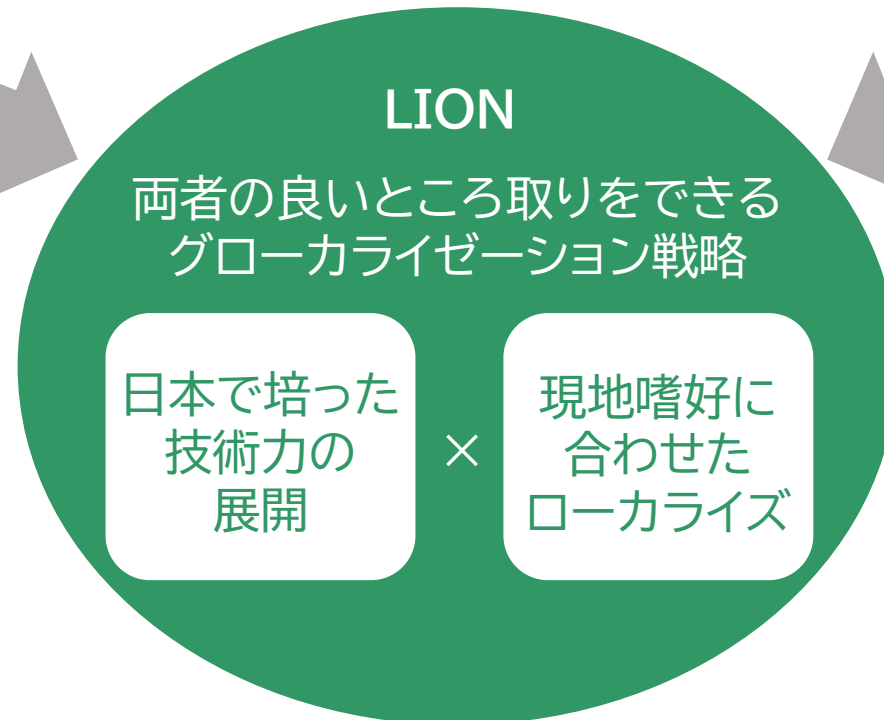 LION
両者の良いところ取りをできる
グローカライゼーション戦略
日本で培った
技術力の
展開
×
現地嗜好に
合わせた
ローカライズ